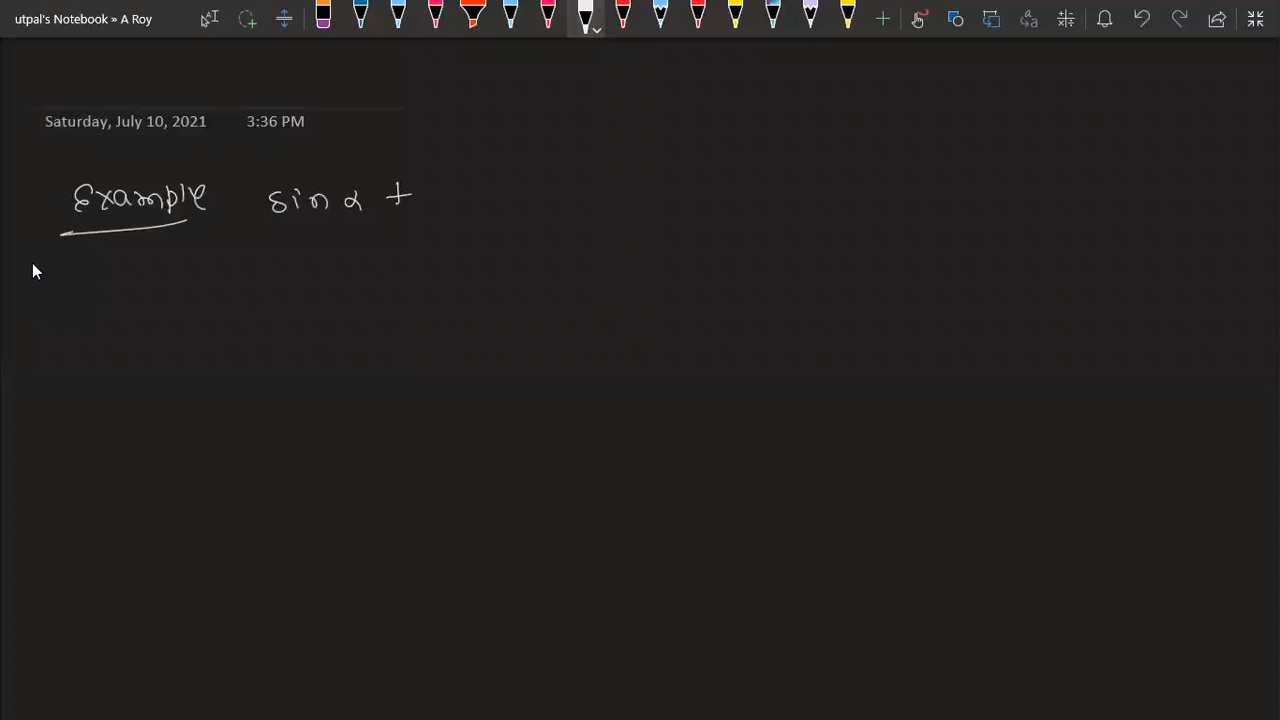 utpal's Notebook » A Roy
Saturday, July 10, 2021 3:36 PM
Example sin α +